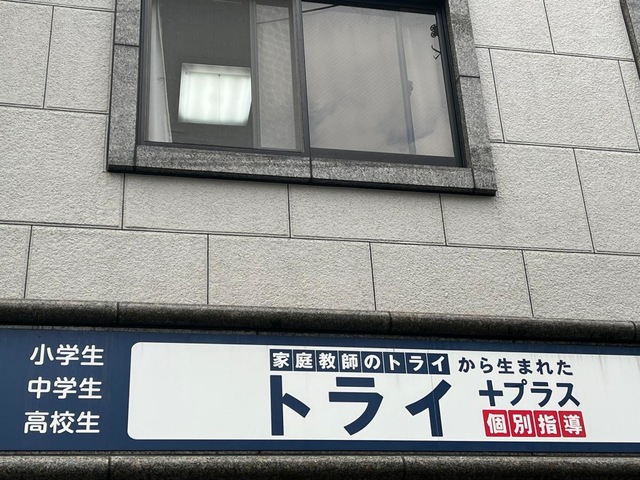 小学生
中学生
高校生
家庭教師のトライから生まれた
トライ+プラス
個別指導